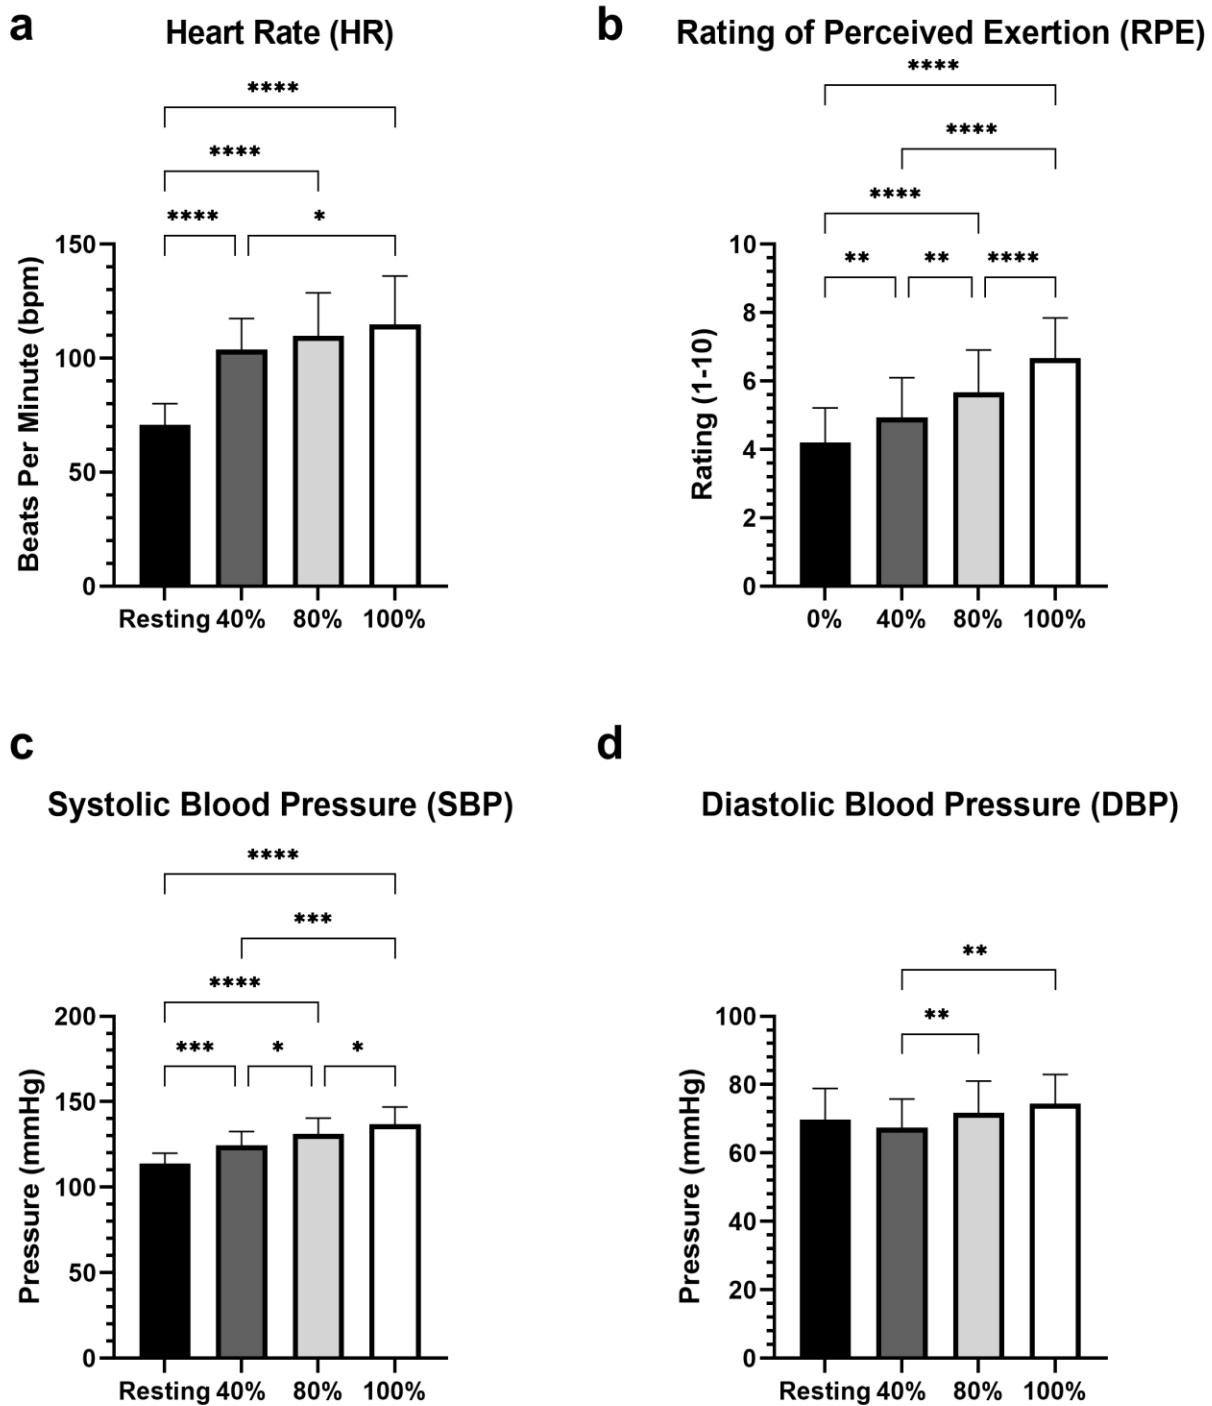 a
Heart Rate (HR)
****
****
****
*
Beats Per Minute (bpm)
150
100
50
0
Resting 40% 80% 100%
b
Rating of Perceived Exertion (RPE)
****
****
****
**
**
****
Rating (1-10)
10
8
6
4
2
0
0% 40% 80% 100%
c
Systolic Blood Pressure (SBP)
****
***
****
***
*
*
Pressure (mmHg)
200
150
100
50
0
Resting 40% 80% 100%
d
Diastolic Blood Pressure (DBP)
**
**
Pressure (mmHg)
100
80
60
40
20
0
Resting 40% 80% 100%